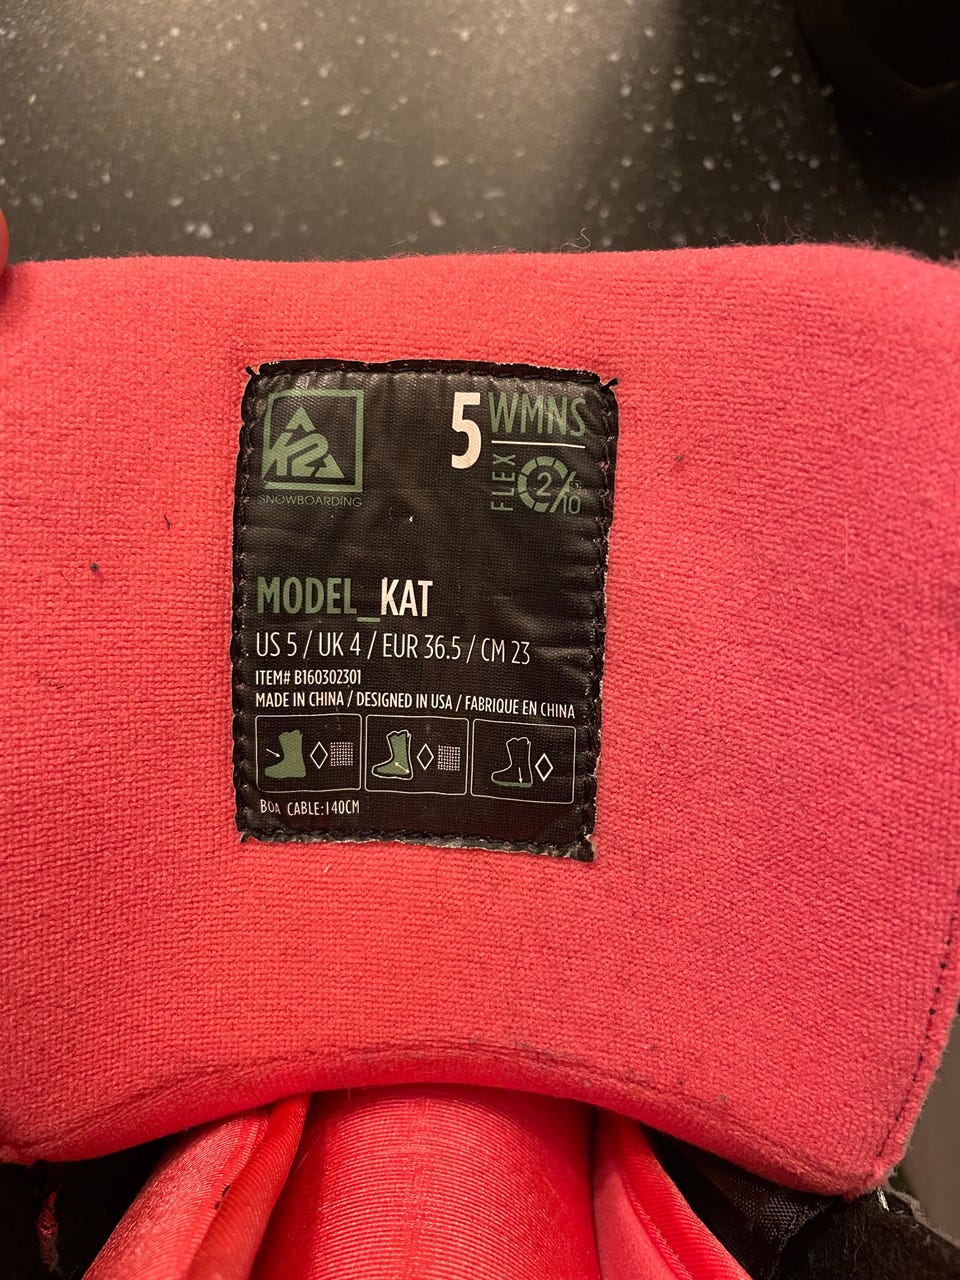 K2
SNOWBOARDING
5 WMNS
FLEX 2/10
MODEL_KAT
US 5 / UK 4 / EUR 36.5 / CM 23
ITEM# B160302301
MADE IN CHINA / DESIGNED IN USA / FABRIQUE EN CHINA
BOA CABLE:140CM